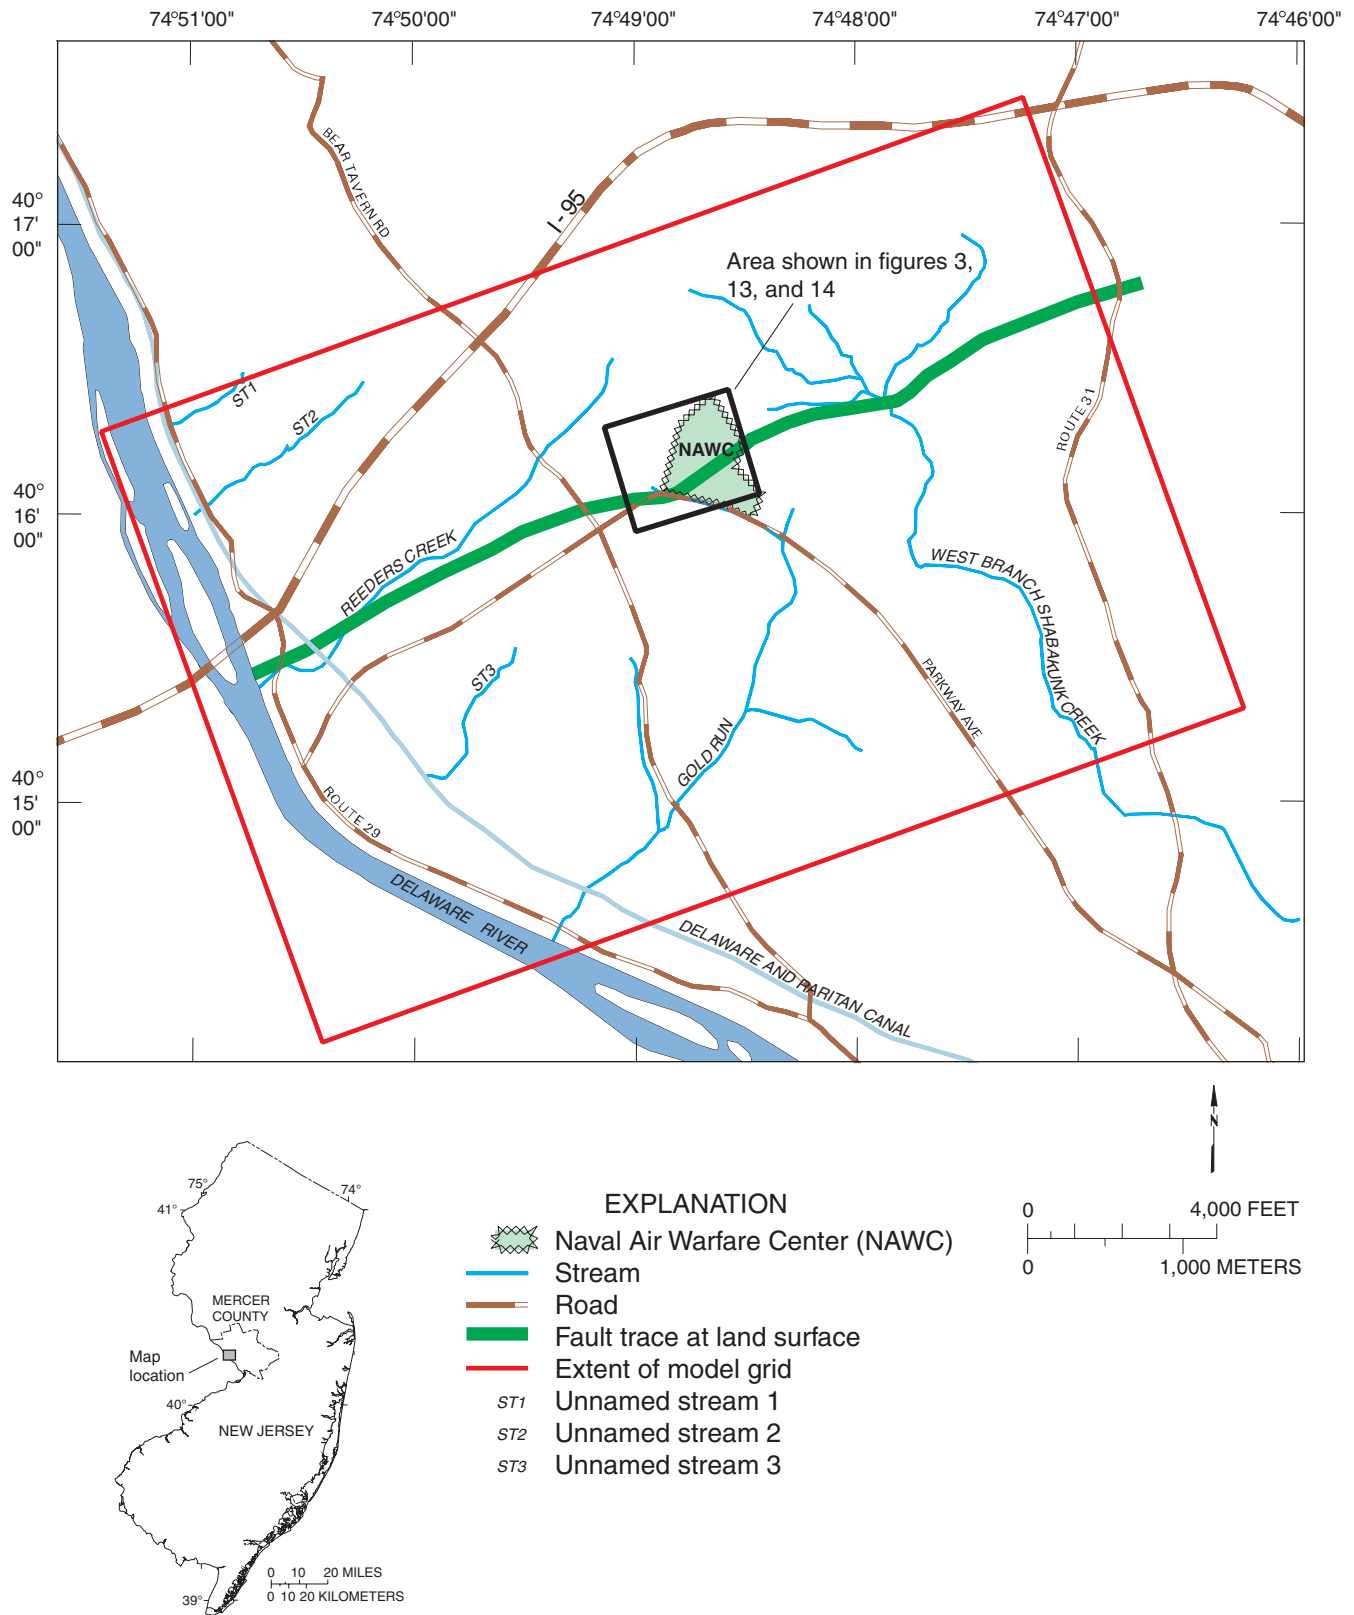 74°51'00" 74°50'00" 74°49'00" 74°48'00" 74°47'00" 74°46'00"
40°
17'
00"
40°
16'
00"
40°
15'
00"
BEAR TAVERN RD
I - 95
Area shown in figures 3,
13, and 14
ST1
ST2
NAWC
ROUTE 31
REEDERS CREEK
WEST BRANCH SHABAKUNK CREEK
ST3
PARKWAY AVE
GOLD RUN
ROUTE 29
DELAWARE RIVER
DELAWARE AND RARITAN CANAL
N
0 4,000 FEET
0 1,000 METERS
EXPLANATION
Naval Air Warfare Center (NAWC)
Stream
Road
Fault trace at land surface
Extent of model grid
ST1 Unnamed stream 1
ST2 Unnamed stream 2
ST3 Unnamed stream 3
75°
74°
41°
MERCER
COUNTY
Map
location
40°
NEW JERSEY
39°
0 10 20 MILES
0 10 20 KILOMETERS